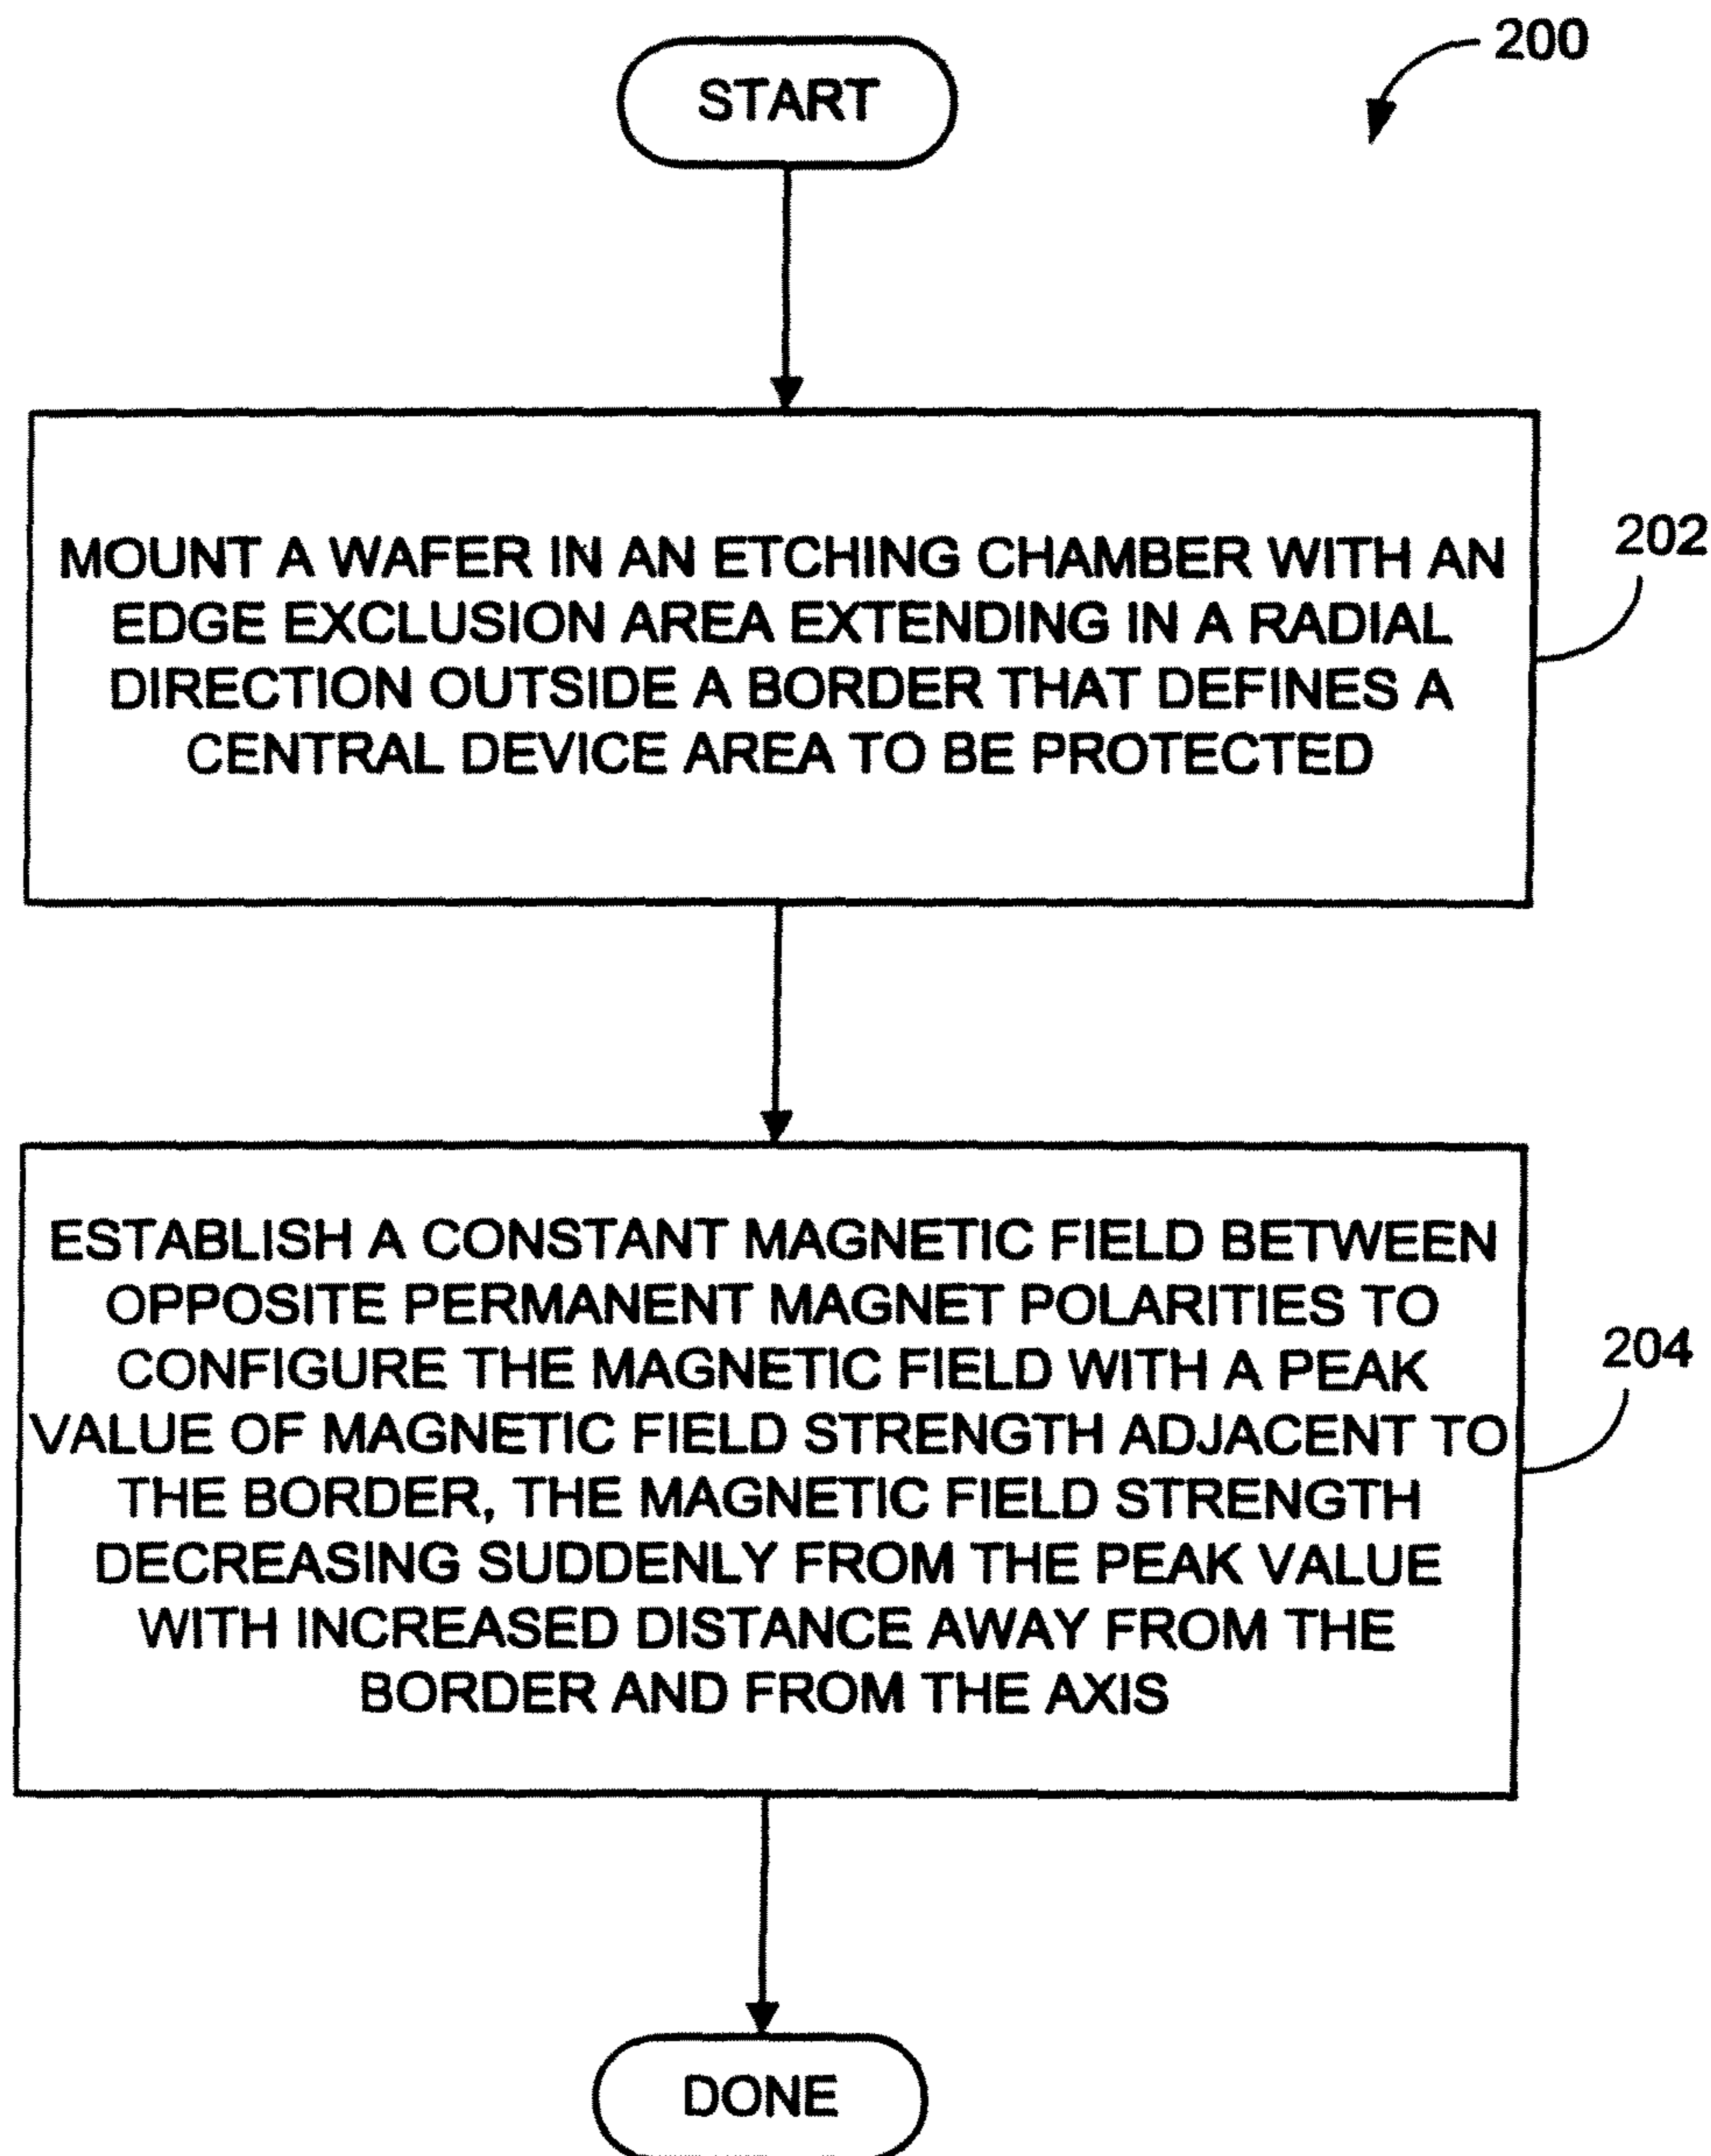 200
START
MOUNT A WAFER IN AN ETCHING CHAMBER WITH AN
EDGE EXCLUSION AREA EXTENDING IN A RADIAL
DIRECTION OUTSIDE A BORDER THAT DEFINES A
CENTRAL DEVICE AREA TO BE PROTECTED
202
ESTABLISH A CONSTANT MAGNETIC FIELD BETWEEN
OPPOSITE PERMANENT MAGNET POLARITIES TO
CONFIGURE THE MAGNETIC FIELD WITH A PEAK
VALUE OF MAGNETIC FIELD STRENGTH ADJACENT TO
THE BORDER, THE MAGNETIC FIELD STRENGTH
DECREASING SUDDENLY FROM THE PEAK VALUE
WITH INCREASED DISTANCE AWAY FROM THE
BORDER AND FROM THE AXIS
204
DONE